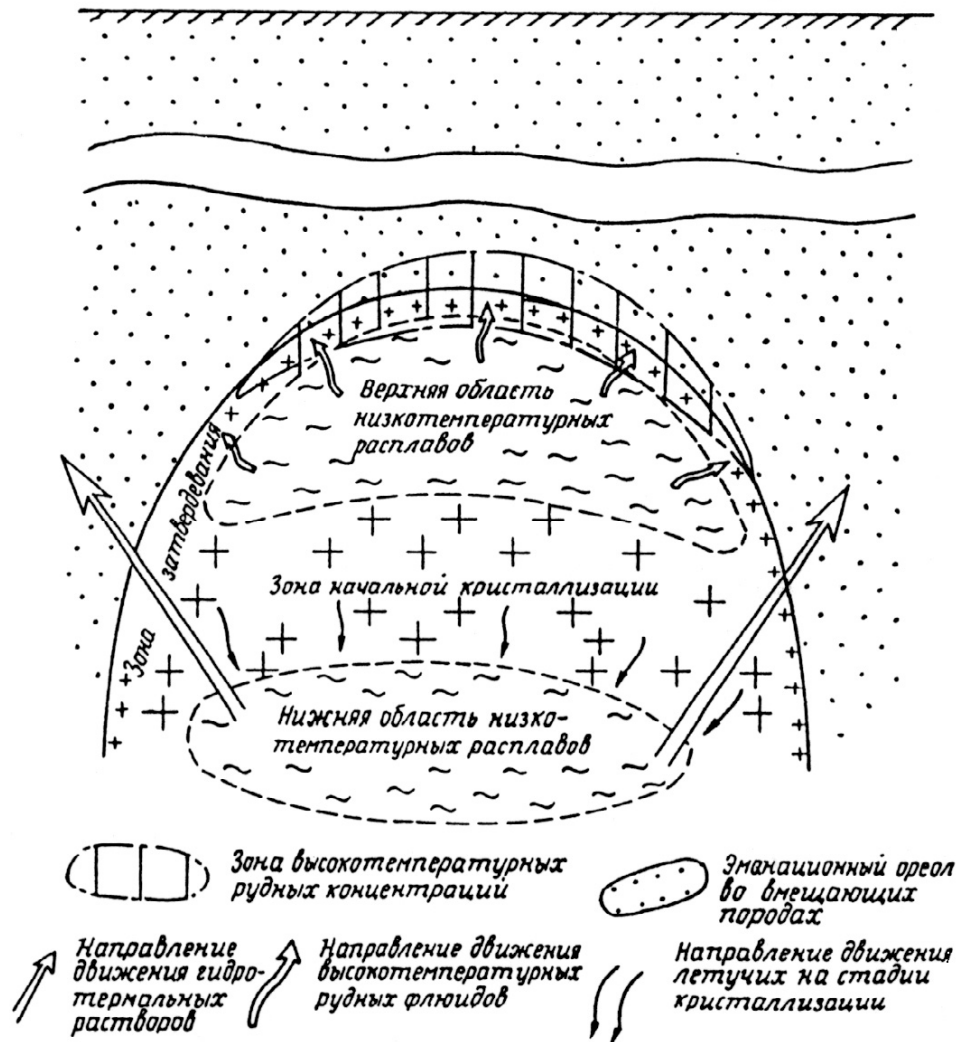 Верхняя область
низкотемпературных
расплавов
Зона затвердевания
Зона начальной кристаллизации
Нижняя область низко-
температурных расплавов
Зона высокотемпературных
рудных концентраций
Эманационный ореол
во вмещающих
породах
Направление
движения гидро-
термальных
растворов
Направление движения
высокотемпературных
рудных флюидов
Направление движения
летучих на стадии
кристаллизации